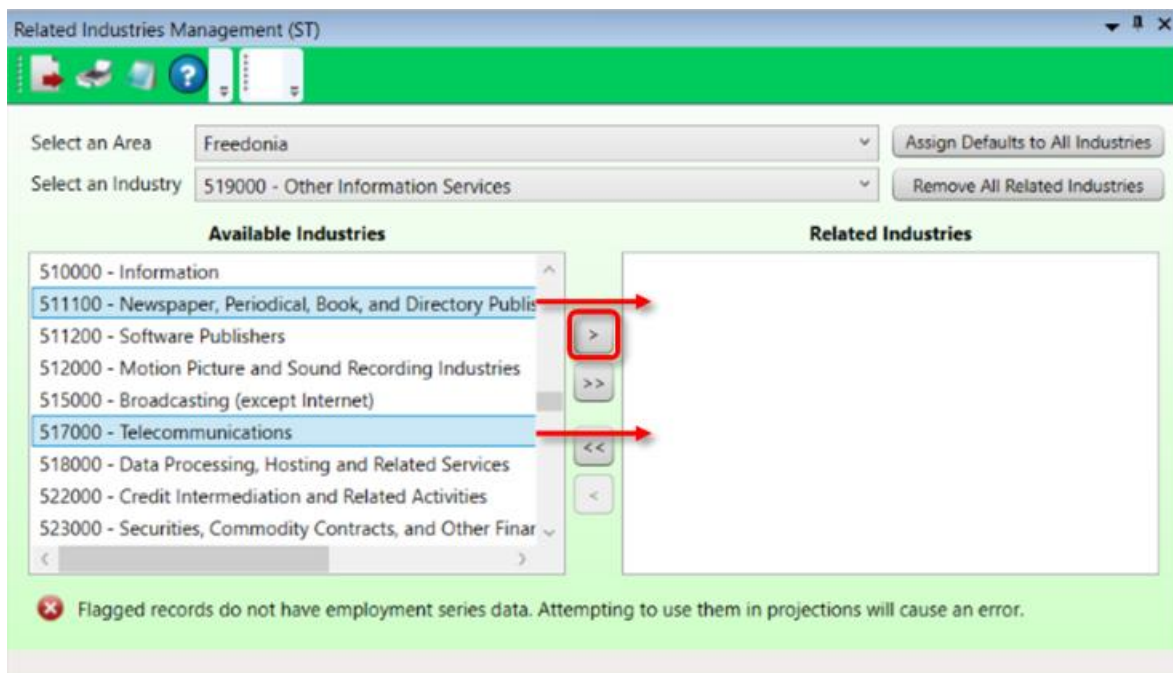 Related Industries Management (ST)
Select an Area Freedonia Assign Defaults to All Industries
Select an Industry 519000 - Other Information Services Remove All Related Industries
Available Industries Related Industries
510000 - Information
511100 - Newspaper, Periodical, Book, and Directory Publis
511200 - Software Publishers
>
512000 - Motion Picture and Sound Recording Industries
515000 - Broadcasting (except Internet)
>>
517000 - Telecommunications
<<
518000 - Data Processing, Hosting and Related Services
522000 - Credit Intermediation and Related Activities
<
523000 - Securities, Commodity Contracts, and Other Finan
Flagged records do not have employment series data. Attempting to use them in projections will cause an error.